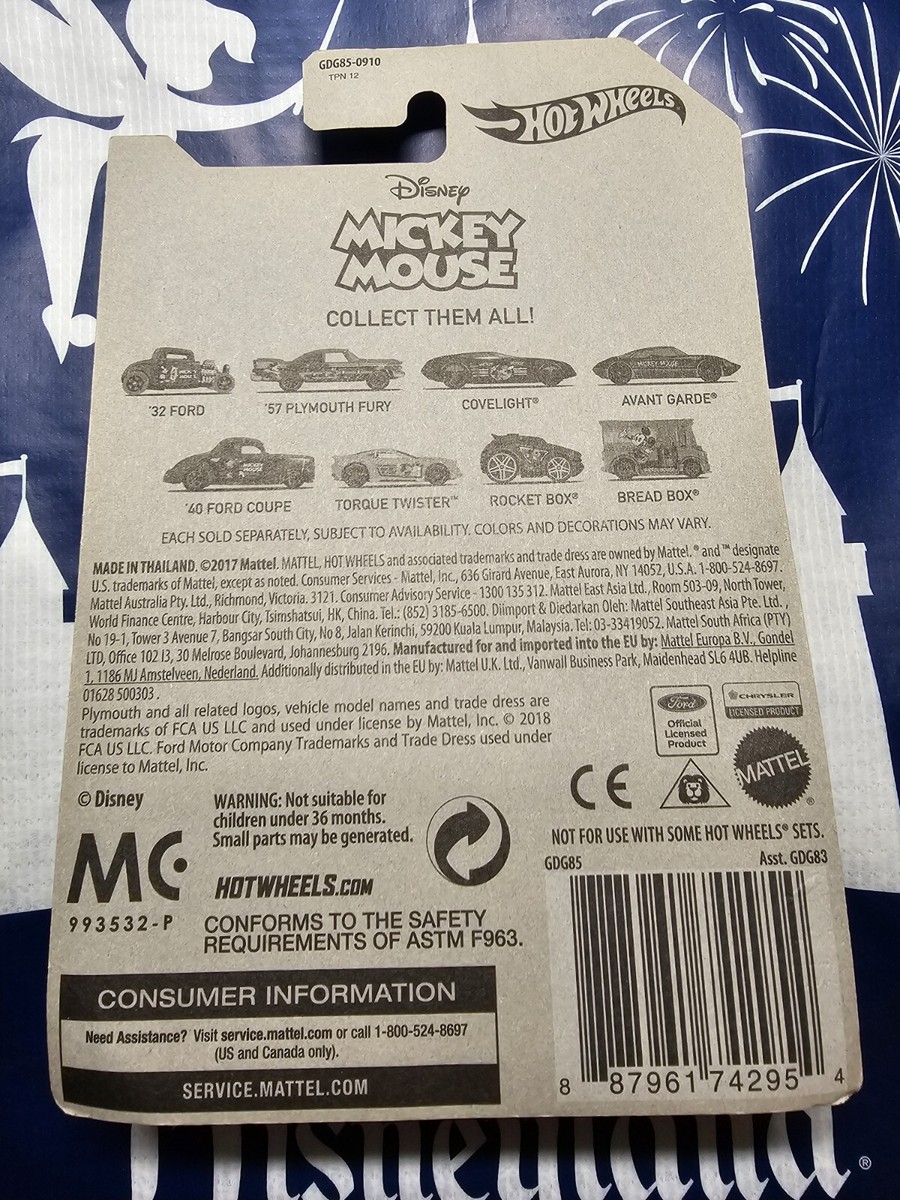 GDG85-0910
TPN 12
HOT WHEELS
Disney
MICKEY
MOUSE
COLLECT THEM ALL!
'32 FORD
'57 PLYMOUTH FURY
COVELIGHT®
AVANT GARDE®
'40 FORD COUPE
TORQUE TWISTER™
ROCKET BOX®
BREAD BOX®
EACH SOLD SEPARATELY, SUBJECT TO AVAILABILITY. COLORS AND DECORATIONS MAY VARY.
MADE IN THAILAND. ©2017 Mattel. MATTEL, HOT WHEELS and associated trademarks and trade dress are owned by Mattel. ® and ™ designate
U.S. trademarks of Mattel, except as noted. Consumer Services - Mattel, Inc., 636 Girard Avenue, East Aurora, NY 14052, U.S.A. 1-800-524-8697.
Mattel Australia Pty. Ltd., Richmond, Victoria. 3121. Consumer Advisory Service - 1300 135 312. Mattel East Asia Ltd., Room 503-09, North Tower,
World Finance Centre, Harbour City, Tsimshatsui, HK, China. Tel.: (852) 3185-6500. Diimport & Diedarkan Oleh: Mattel Southeast Asia Pte. Ltd.,
No 19-1, Tower 3 Avenue 7, Bangsar South City, No 8, Jalan Kerinchi, 59200 Kuala Lumpur, Malaysia. Tel: 03-33419052. Mattel South Africa (PTY)
LTD, Office 102 I3, 30 Melrose Boulevard, Johannesburg 2196. Manufactured for and imported into the EU by: Mattel Europa B.V., Gondel
1, 1186 MJ Amstelveen, Nederland. Additionally distributed in the EU by: Mattel U.K. Ltd., Vanwall Business Park, Maidenhead SL6 4UB. Helpline
01628 500303.
Plymouth and all related logos, vehicle model names and trade dress are
trademarks of FCA US LLC and used under license by Mattel, Inc. © 2018
FCA US LLC. Ford Motor Company Trademarks and Trade Dress used under
license to Mattel, Inc.
Ford
Official
Licensed
Product
CHRYSLER
LICENSED PRODUCT
MATTEL®
CE
© Disney
WARNING: Not suitable for
children under 36 months.
Small parts may be generated.
MC
993532-P
HOTWHEELS.COM
CONFORMS TO THE SAFETY
REQUIREMENTS OF ASTM F963.
NOT FOR USE WITH SOME HOT WHEELS® SETS.
GDG85
Asst. GDG83
CONSUMER INFORMATION
Need Assistance? Visit service.mattel.com or call 1-800-524-8697
(US and Canada only).
SERVICE.MATTEL.COM
8 87961 74295 4
Disneyland®